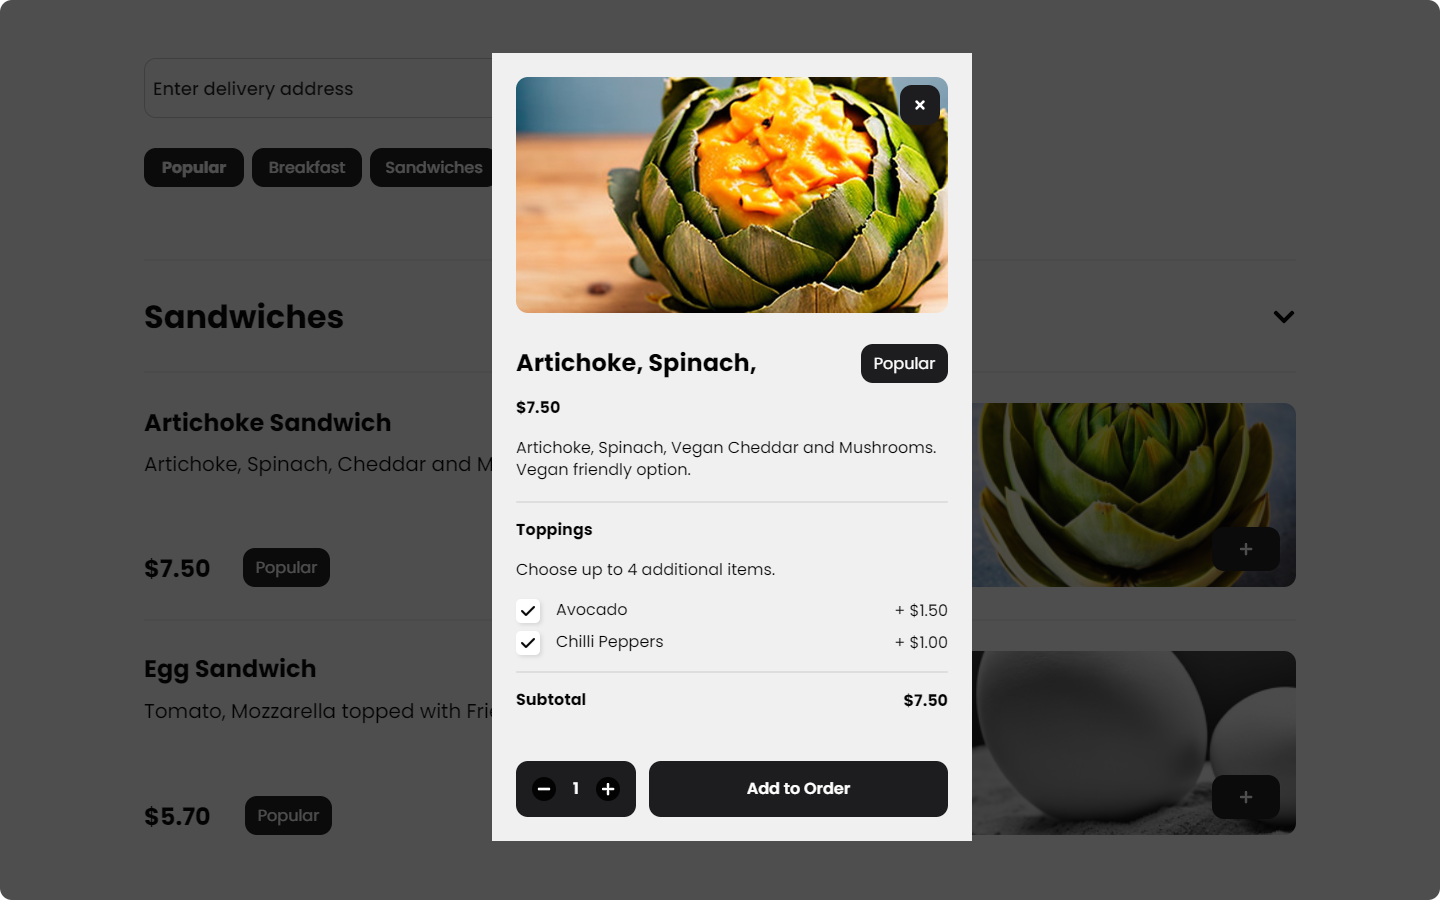 Enter delivery address
Popular
Breakfast
Sandwiches
Sandwiches
Artichoke Sandwich
Artichoke, Spinach, Cheddar and M
$7.50
Popular
+
Egg Sandwich
Tomato, Mozzarella topped with Frie
$5.70
Popular
+
Artichoke, Spinach,
Popular
$7.50
Artichoke, Spinach, Vegan Cheddar and Mushrooms.
Vegan friendly option.
Toppings
Choose up to 4 additional items.
Avocado + $1.50
Chilli Peppers + $1.00
Subtotal $7.50
1
Add to Order